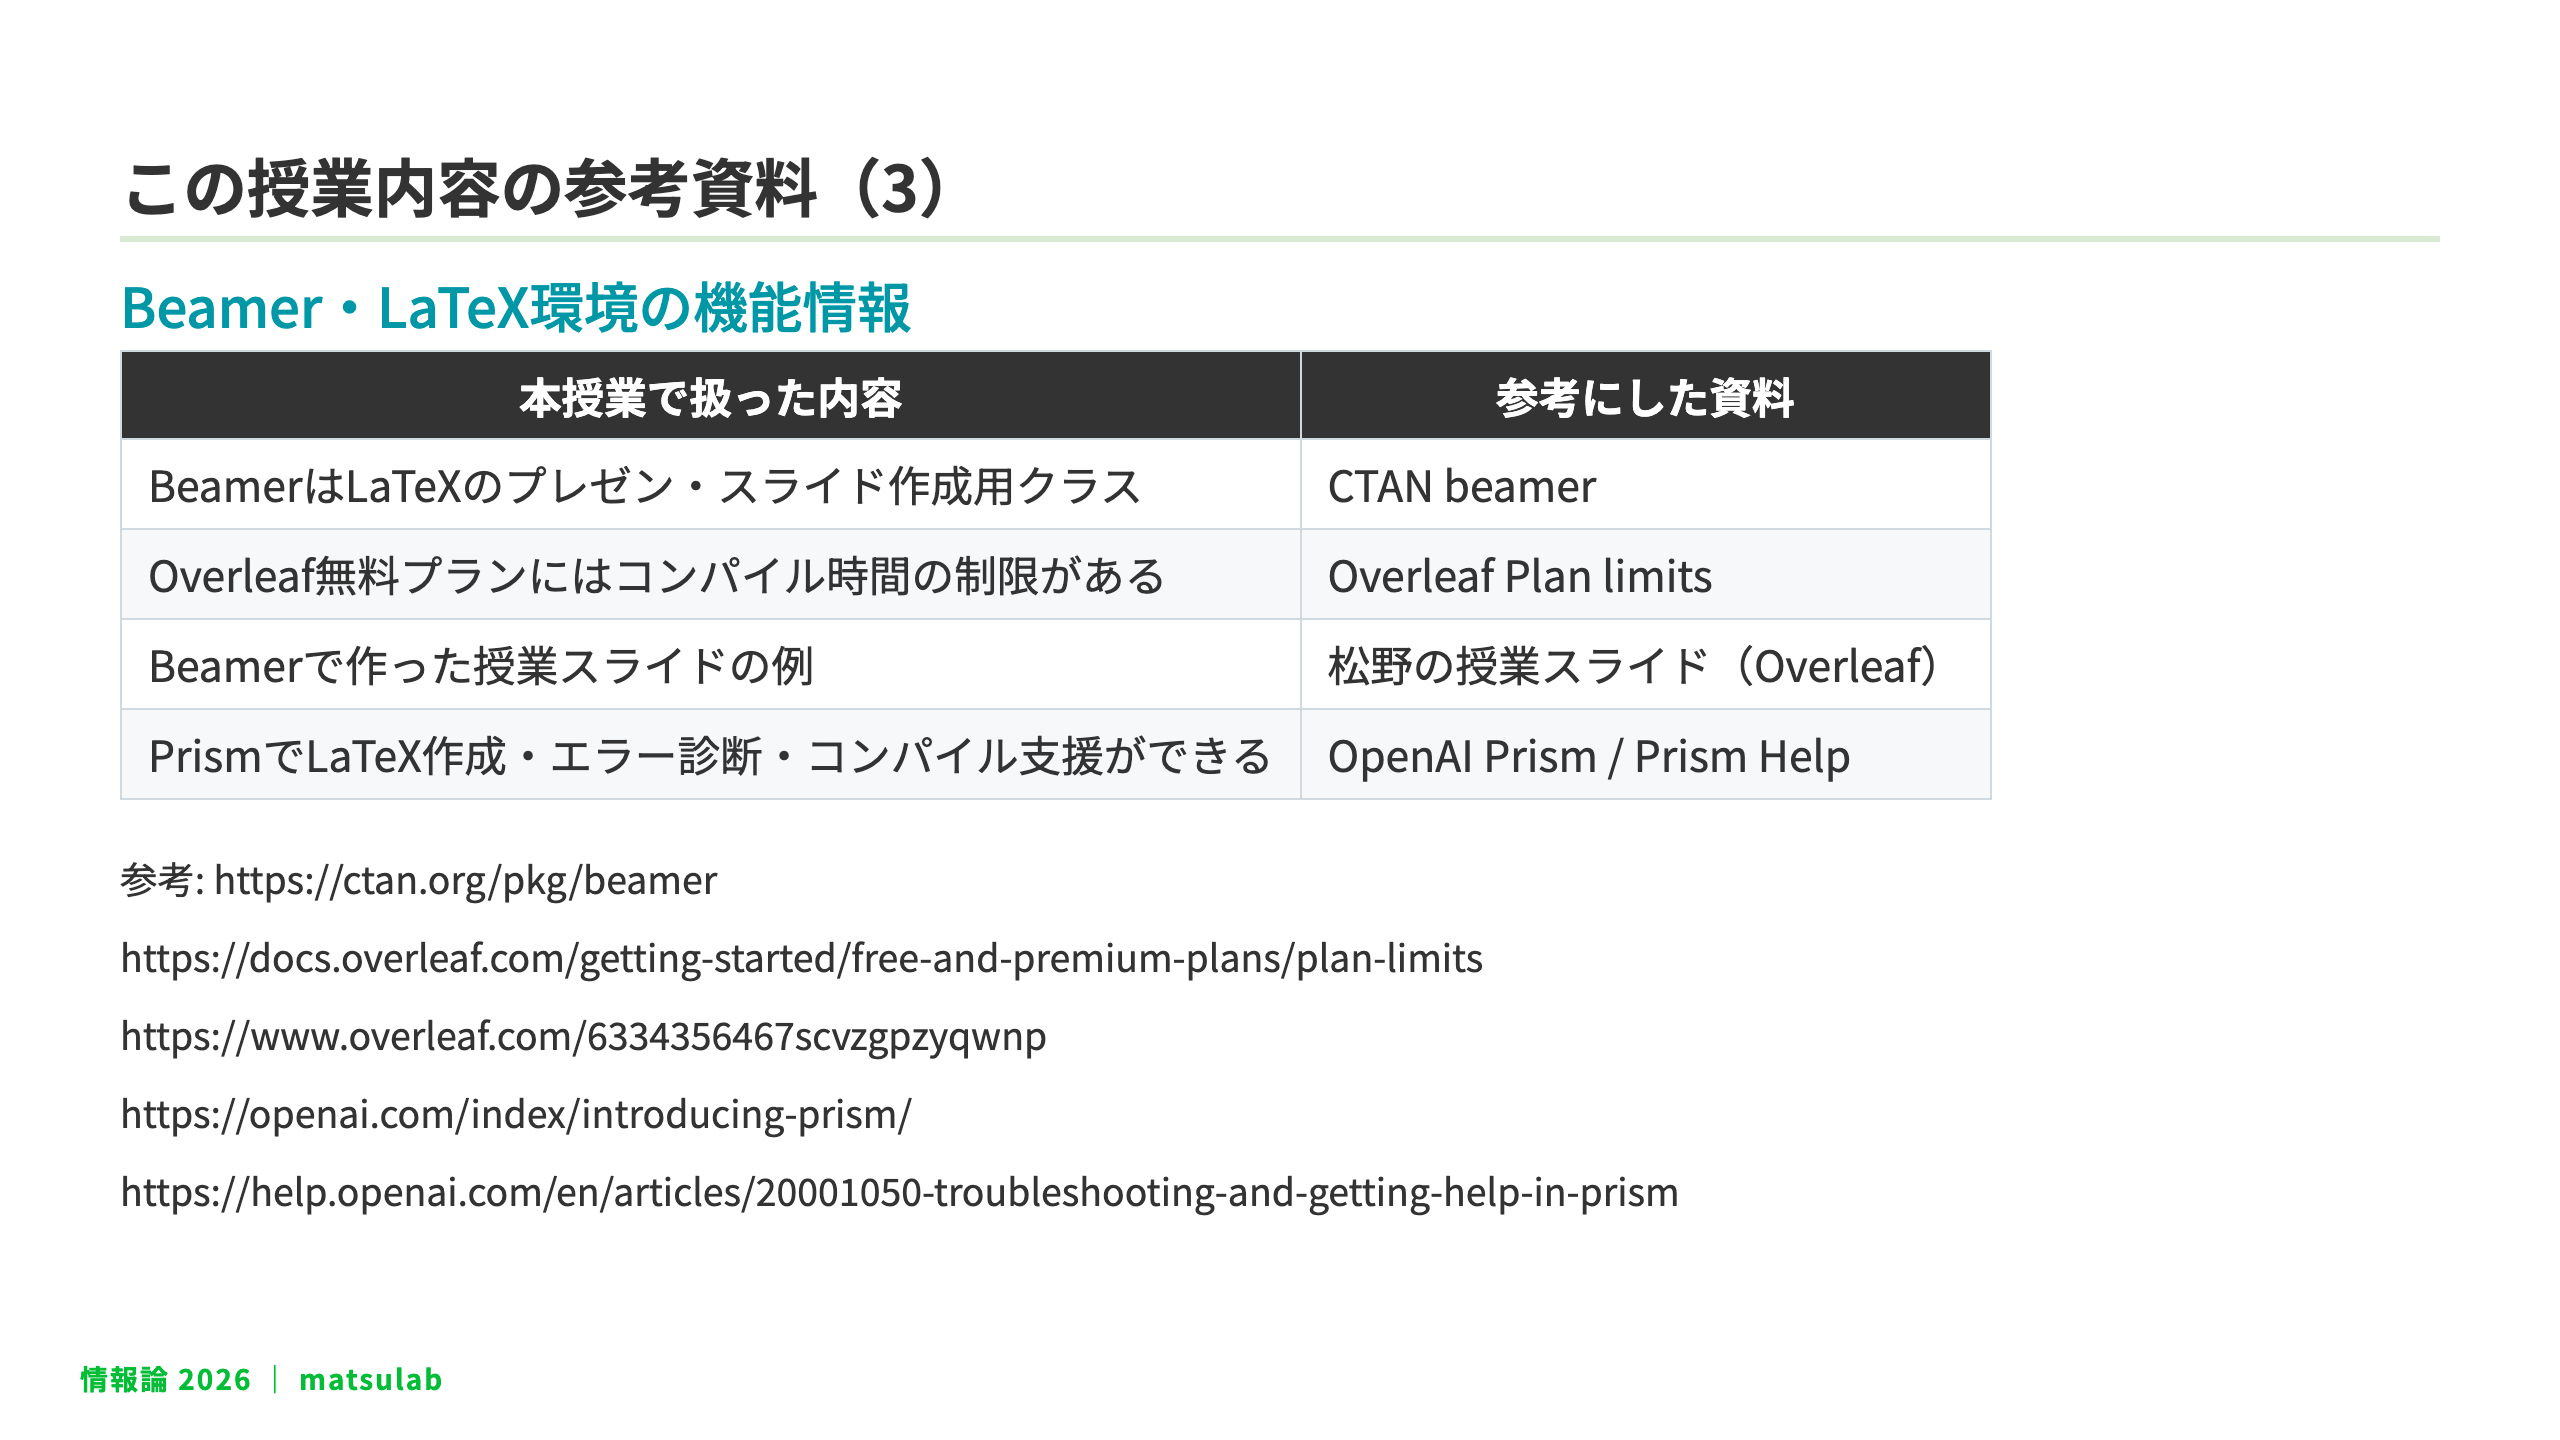 この授業内容の参考資料（3）
Beamer・LaTeX環境の機能情報
本授業で扱った内容 参考にした資料
BeamerはLaTeXのプレゼン・スライド作成用クラス CTAN beamer
Overleaf無料プランにはコンパイル時間の制限がある Overleaf Plan limits
Beamerで作った授業スライドの例 松野の授業スライド（Overleaf）
PrismでLaTeX作成・エラー診断・コンパイル支援ができる OpenAI Prism / Prism Help
参考: https://ctan.org/pkg/beamer
https://docs.overleaf.com/getting-started/free-and-premium-plans/plan-limits
https://www.overleaf.com/6334356467scvzgpzyqwnp
https://openai.com/index/introducing-prism/
https://help.openai.com/en/articles/20001050-troubleshooting-and-getting-help-in-prism
情報論 2026 ｜ matsulab